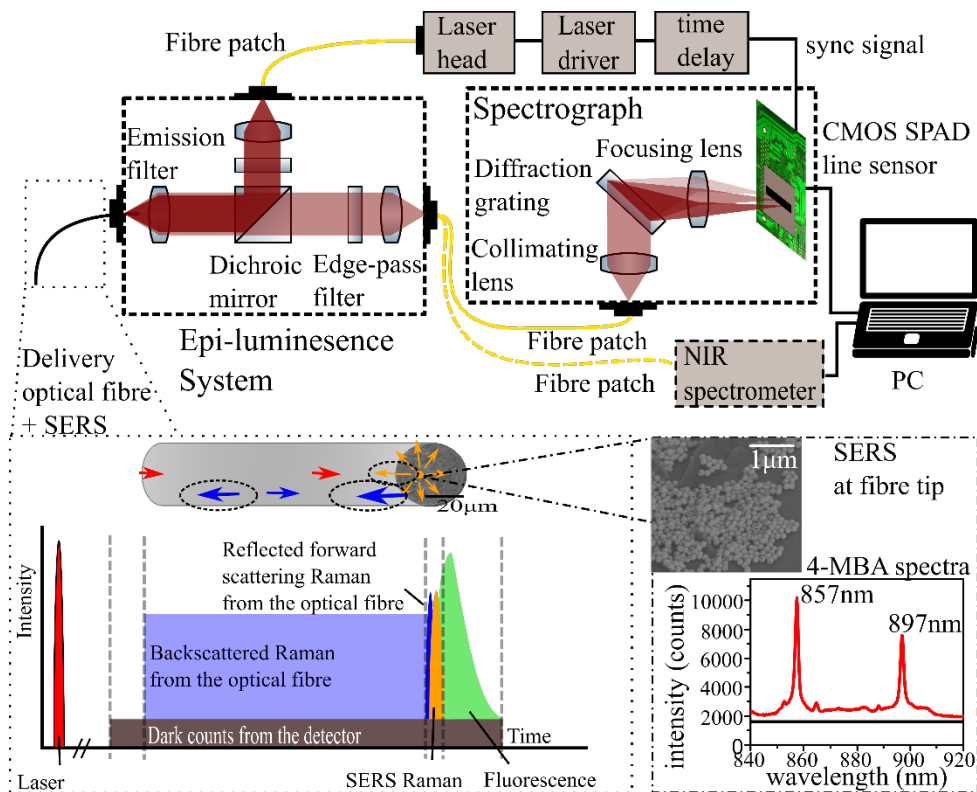 Fibre patch
Laser
head
Laser
driver
time
delay
sync signal
Emission
filter
Dichroic
mirror
Edge-pass
filter
Epi-luminesence
System
Spectrograph
Diffraction
grating
Focusing lens
Collimating
lens
CMOS SPAD
line sensor
Fibre patch
Fibre patch
NIR
spectrometer
PC
Delivery
optical fibre
+ SERS
20μm
Intensity
Reflected forward
scattering Raman
from the optical fibre
Backscattered Raman
from the optical fibre
Dark counts from the detector
Time
Laser
SERS Raman
Fluorescence
1μm
SERS
at fibre tip
4-MBA spectra
857nm
897nm
intensity (counts)
10000
8000
6000
4000
2000
840 860 880 900 920
wavelength (nm)